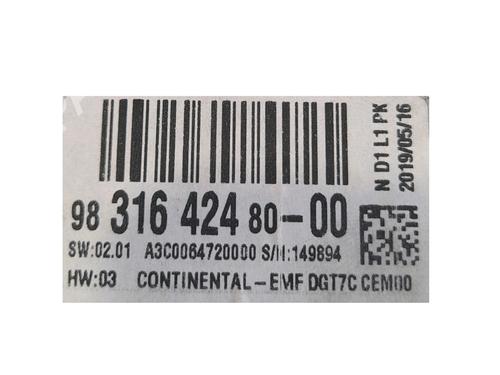 98 316 424 80-00
SW:02.01 A3C0064720000 S/N:149894
HW:03 CONTINENTAL-EMF DGT7C CEM00
N D1 L1 PK
2019/05/16